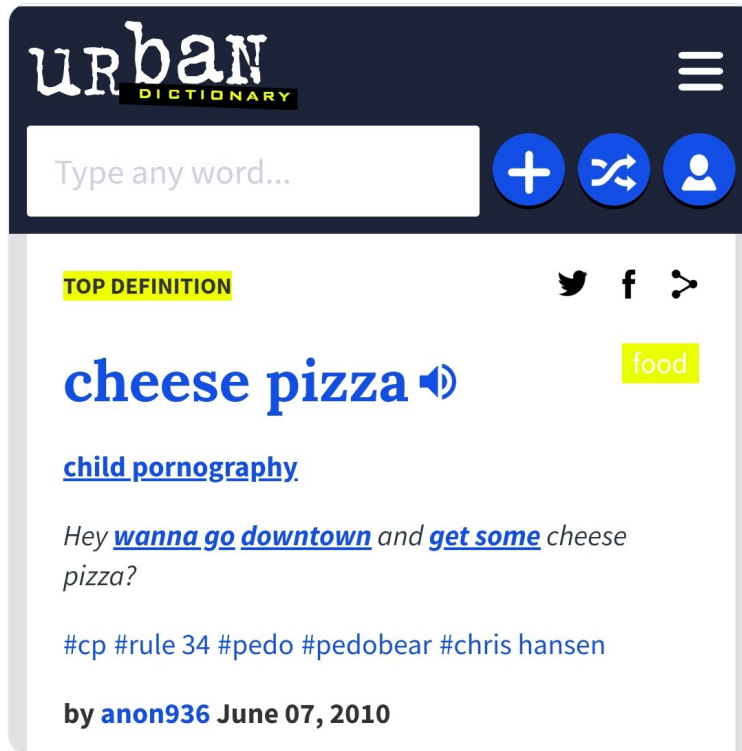 urban
DICTIONARY
Type any word...
TOP DEFINITION
cheese pizza
food
child pornography
Hey wanna go downtown and get some cheese
pizza?
#cp #rule 34 #pedo #pedobear #chris hansen
by anon936 June 07, 2010